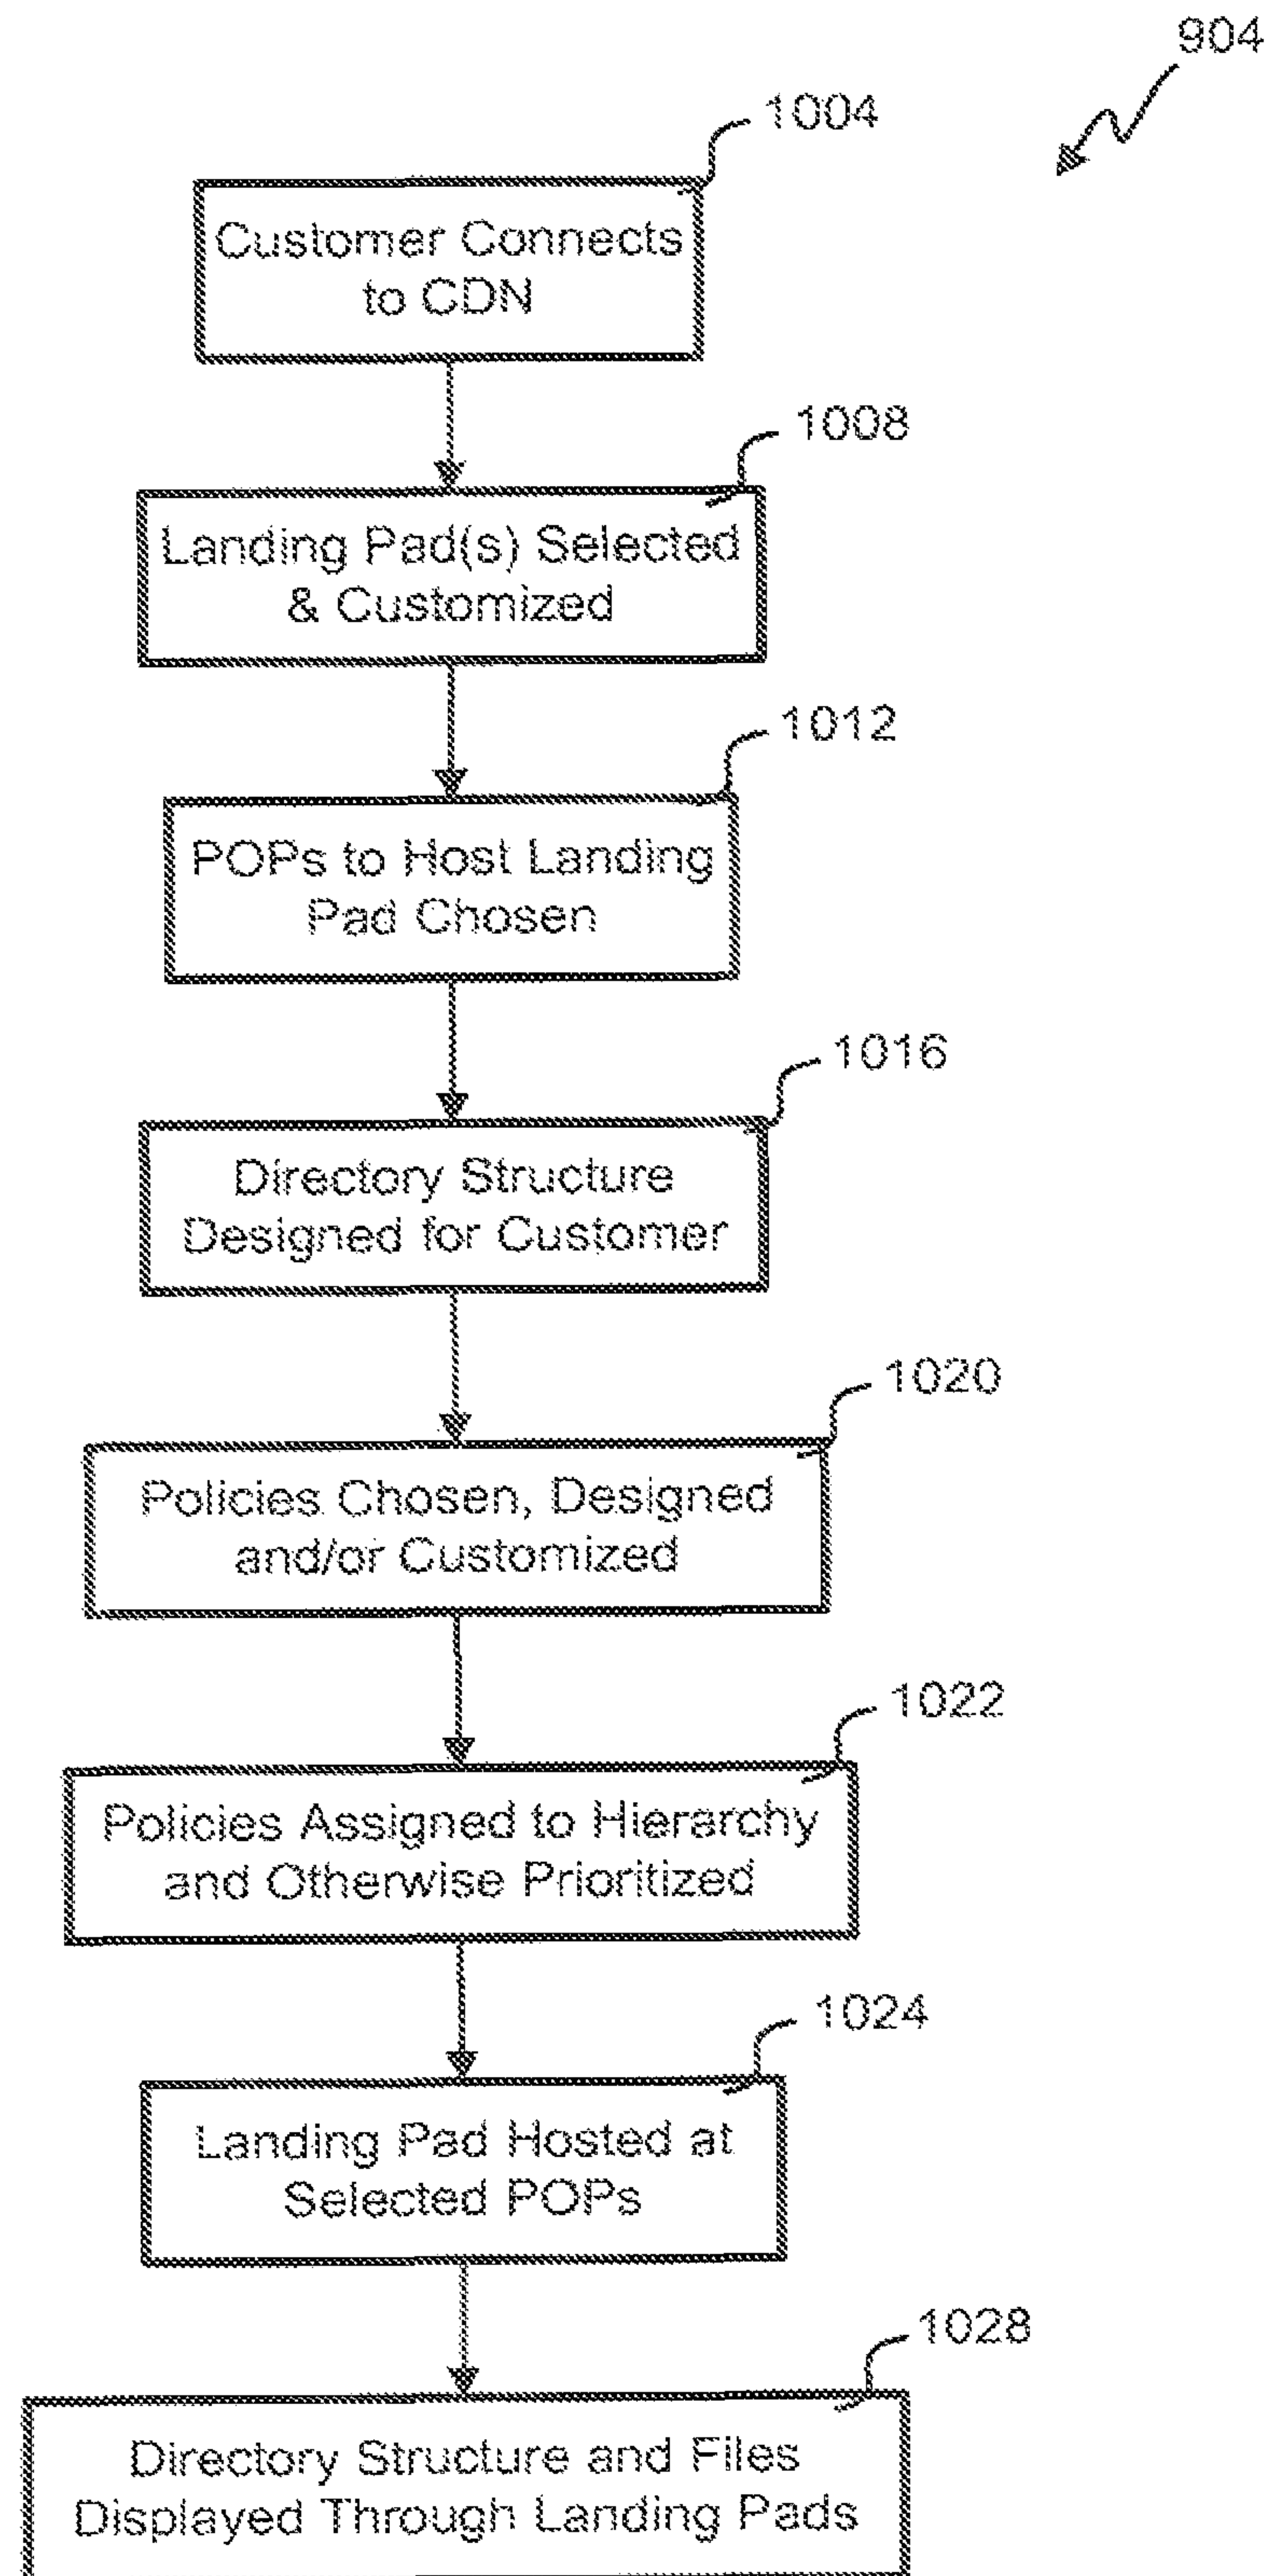 904
1004
Customer Connects
to CDN
1008
Landing Pad(s) Selected
& Customized
1012
POPs to Host Landing
Pad Chosen
1016
Directory Structure
Designed for Customer
1020
Policies Chosen, Designed
and/or Customized
1022
Policies Assigned to Hierarchy
and Otherwise Prioritized
1024
Landing Pad Hosted at
Selected POPs
1028
Directory Structure and Files
Displayed Through Landing Pads